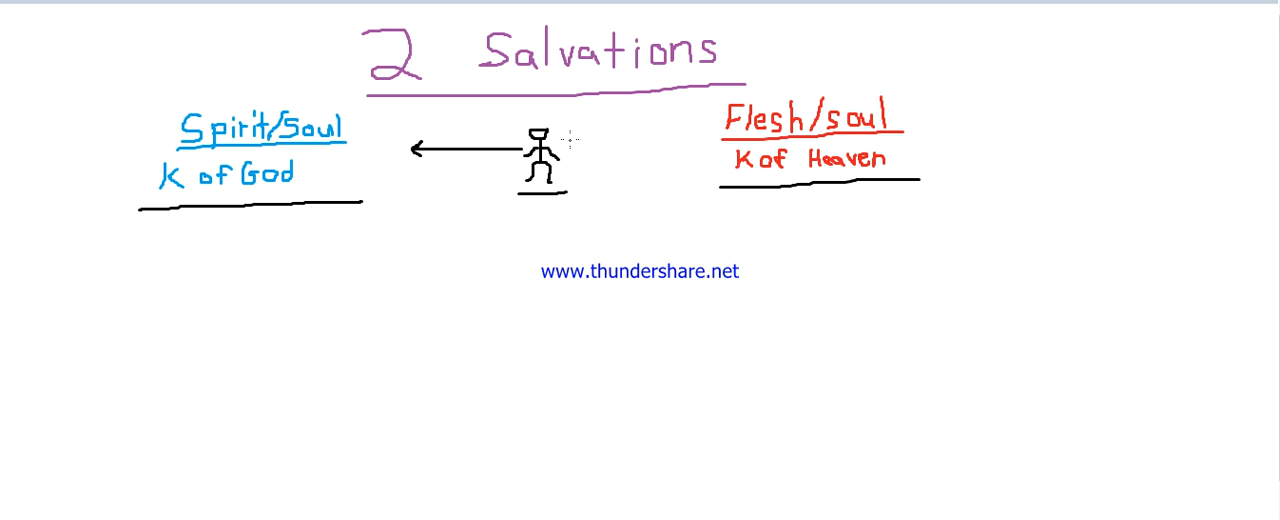 2 Salvations
Spirit/Soul
K of God
Flesh/soul
K of Heaven
www.thundershare.net